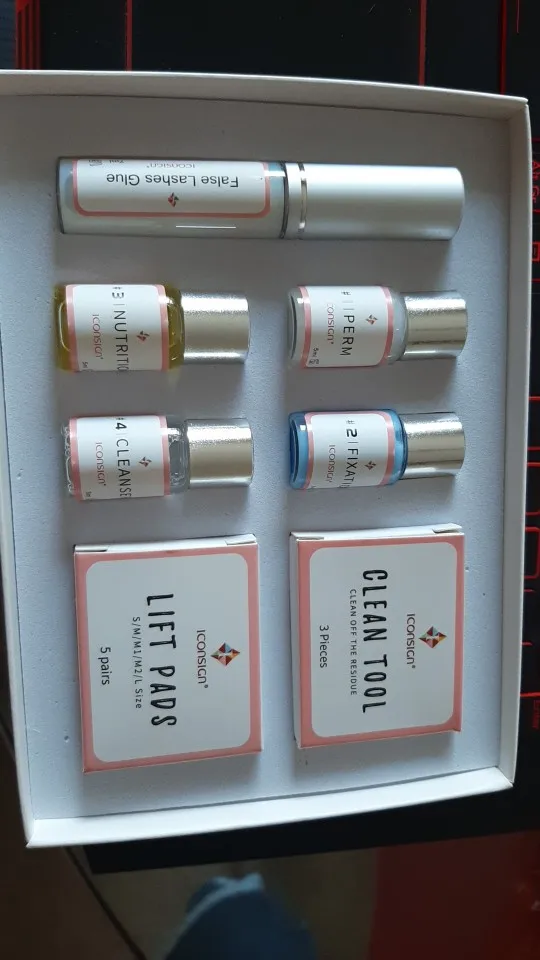 False Lashes Glue
ICONSIGN®
#3 | NUTRITIO
ICONSIGN®
# 1 | PERM
ICONSIGN®
#4 CLEANSE
ICONSIGN®
# 2 | FIXATI
ICONSIGN®
ICONSIGN®
LIFT PADS
S/M/M1/M2/L Size
5 pairs
ICONSIGN®
CLEAN TOOL
CLEAN OFF THE RESIDUE
3 Pieces